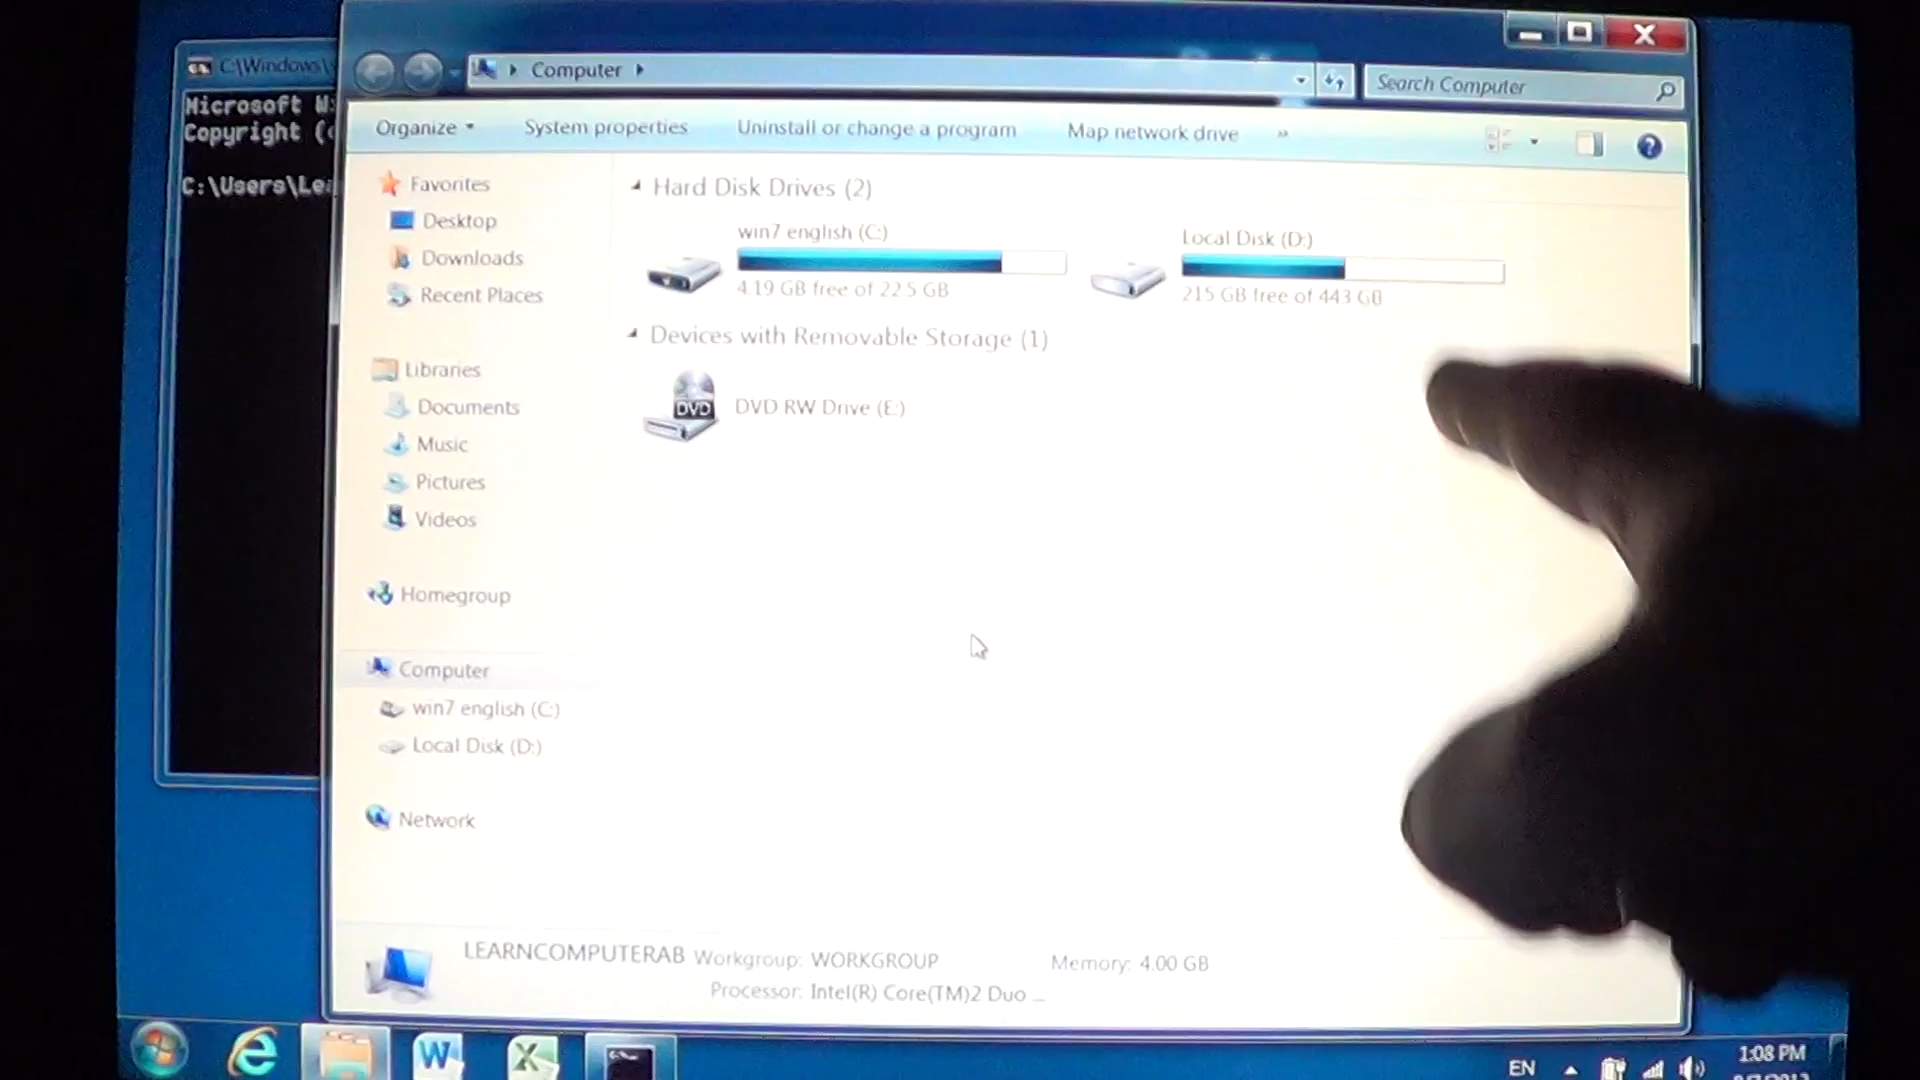 C:\Windows\
Microsoft
Copyright
C:\Users\Le
Computer
Search Computer
Organize
System properties
Uninstall or change a program
Map network drive
»
Favorites
Desktop
Downloads
Recent Places
Libraries
Documents
Music
Pictures
Videos
Homegroup
Computer
win7 english (C:)
Local Disk (D:)
Network
Hard Disk Drives (2)
win7 english (C:)
4.19 GB free of 22.5 GB
Local Disk (D:)
215 GB free of 443 GB
Devices with Removable Storage (1)
DVD
DVD RW Drive (E:)
LEARNCOMPUTERAB Workgroup: WORKGROUP Memory: 4.00 GB
Processor: Intel(R) Core(TM)2 Duo ...
EN
1:08 PM